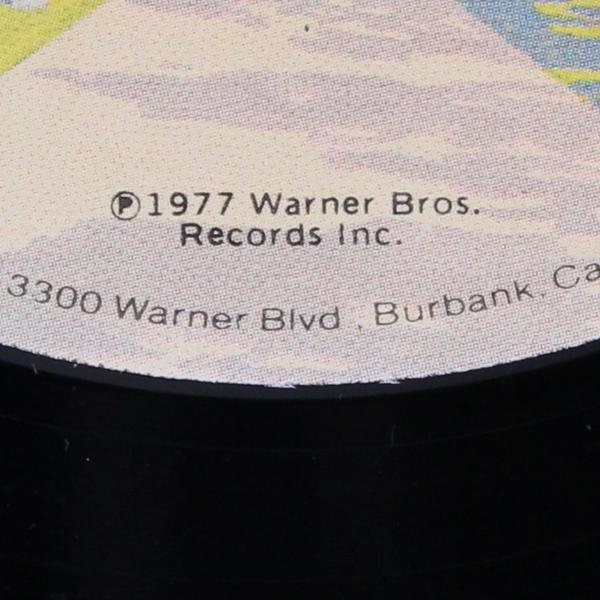 ℗1977 Warner Bros.
Records Inc.
3300 Warner Blvd., Burbank, Ca